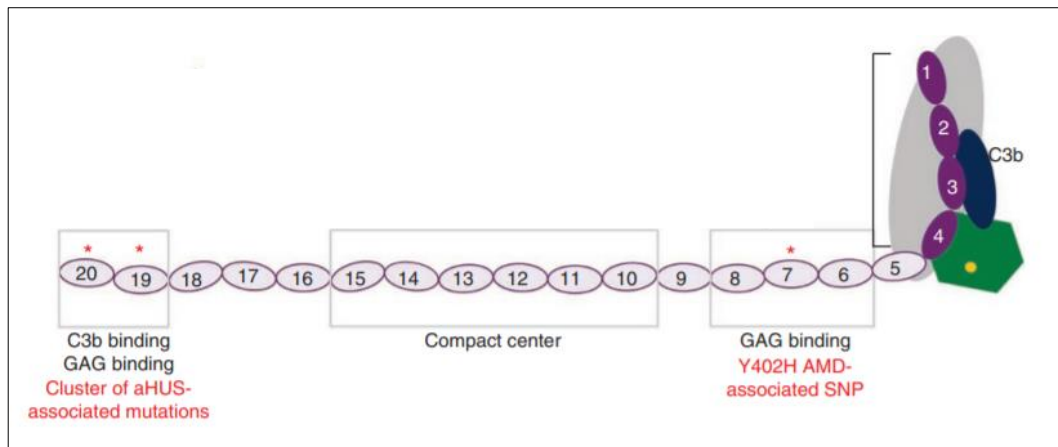 1
2
C3b
3
4
* * *
20 19 18 17 16 15 14 13 12 11 10 9 8 7 6 5
C3b binding
GAG binding
Cluster of aHUS-
associated mutations
Compact center
GAG binding
Y402H AMD-
associated SNP